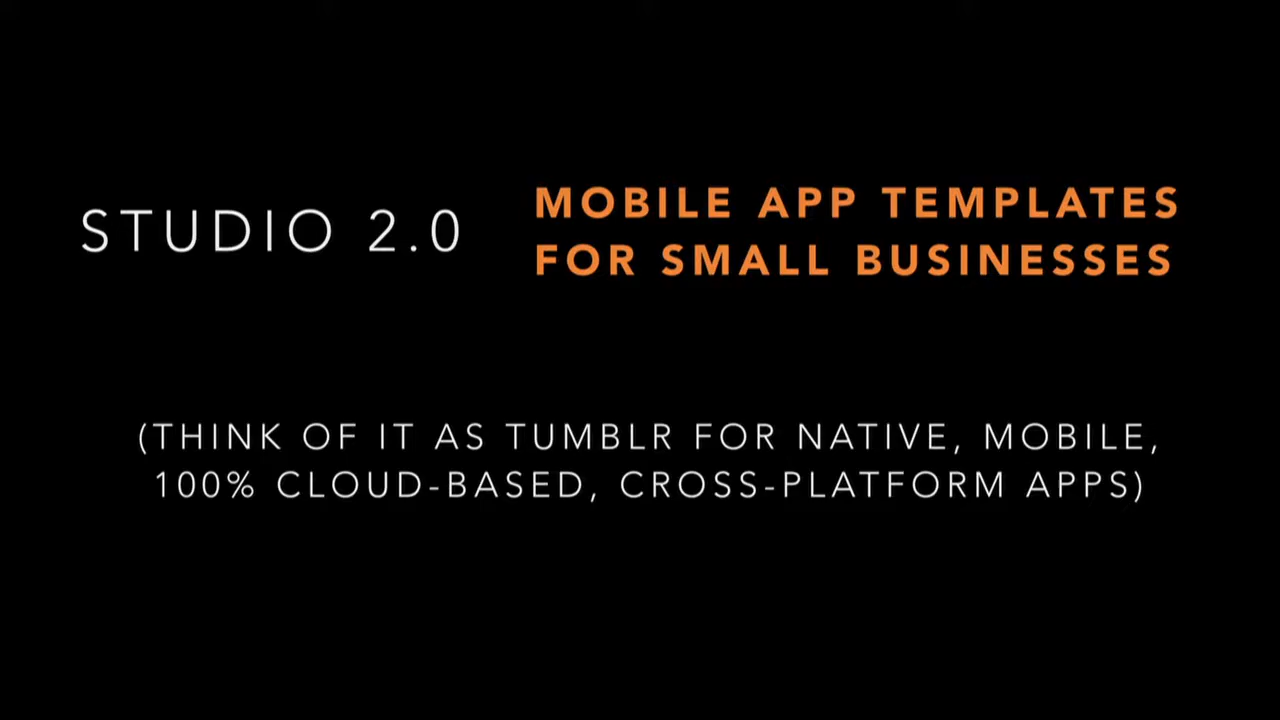 STUDIO 2.0
MOBILE APP TEMPLATES
FOR SMALL BUSINESSES
(THINK OF IT AS TUMBLR FOR NATIVE, MOBILE,
100% CLOUD-BASED, CROSS-PLATFORM APPS)